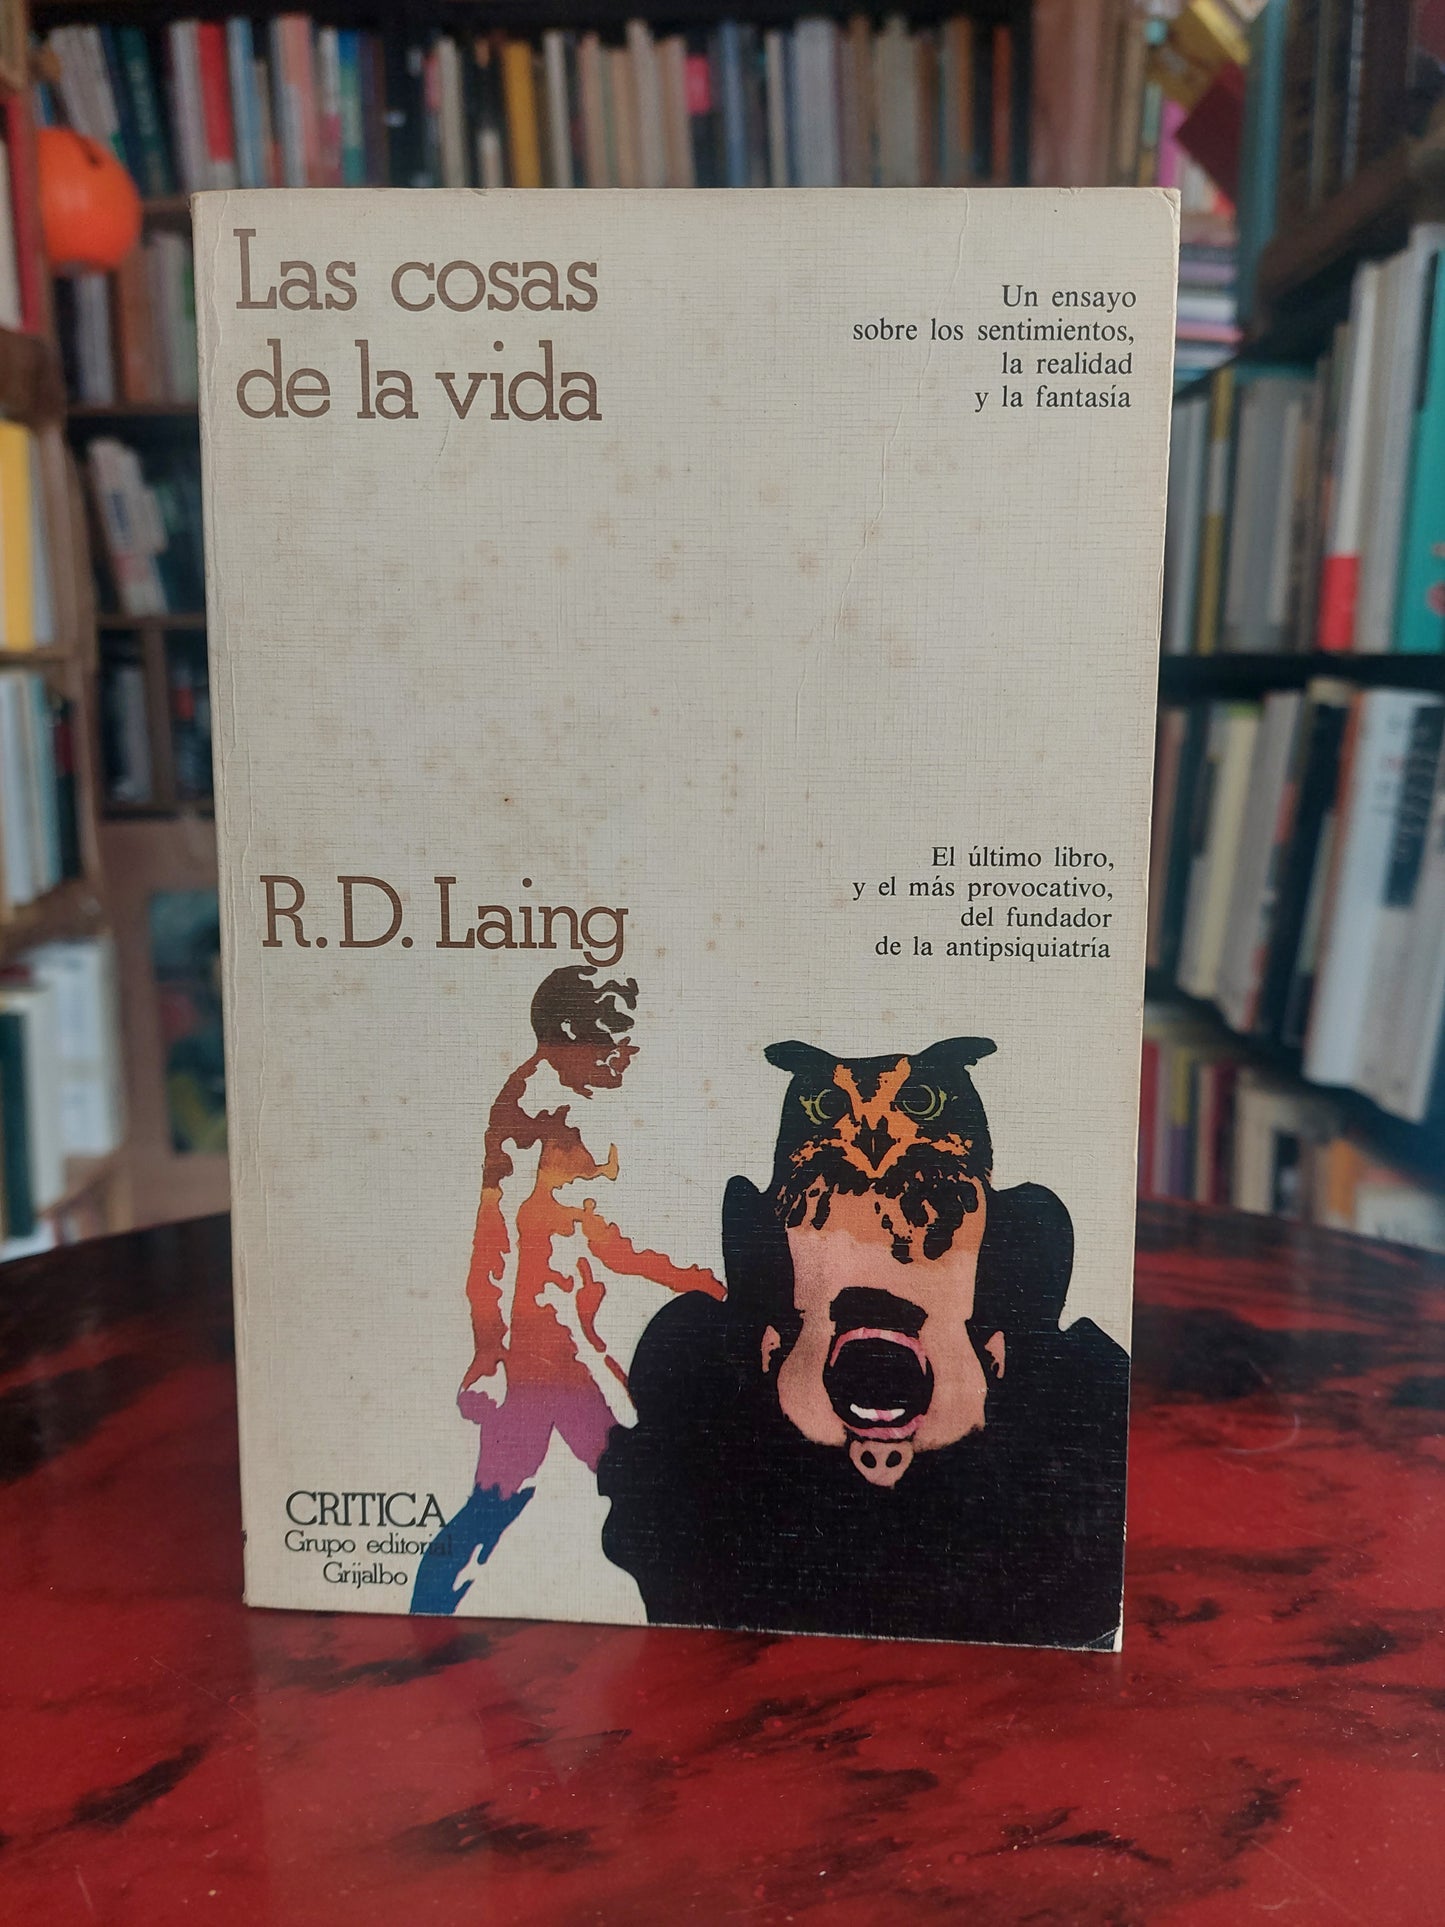 Las cosas
de la vida
Un ensayo
sobre los sentimientos,
la realidad
y la fantasía
R.D. Laing
El último libro,
y el más provocativo,
del fundador
de la antipsiquiatría
CRITICA
Grupo editorial
Grijalbo